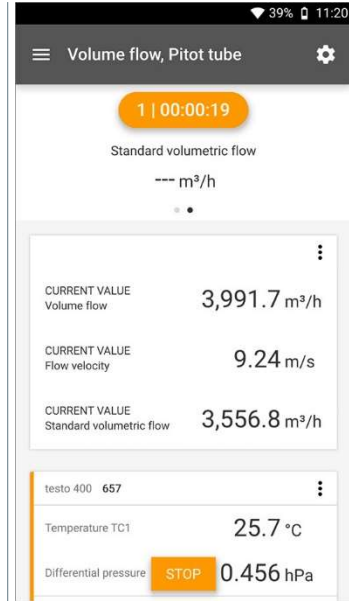 39% 11:20
Volume flow, Pitot tube
1 | 00:00:19
Standard volumetric flow
--- m³/h
CURRENT VALUE
Volume flow
3,991.7 m³/h
CURRENT VALUE
Flow velocity
9.24 m/s
CURRENT VALUE
Standard volumetric flow
3,556.8 m³/h
testo 400 657
Temperature TC1 25.7 °C
Differential pressure STOP 0.456 hPa